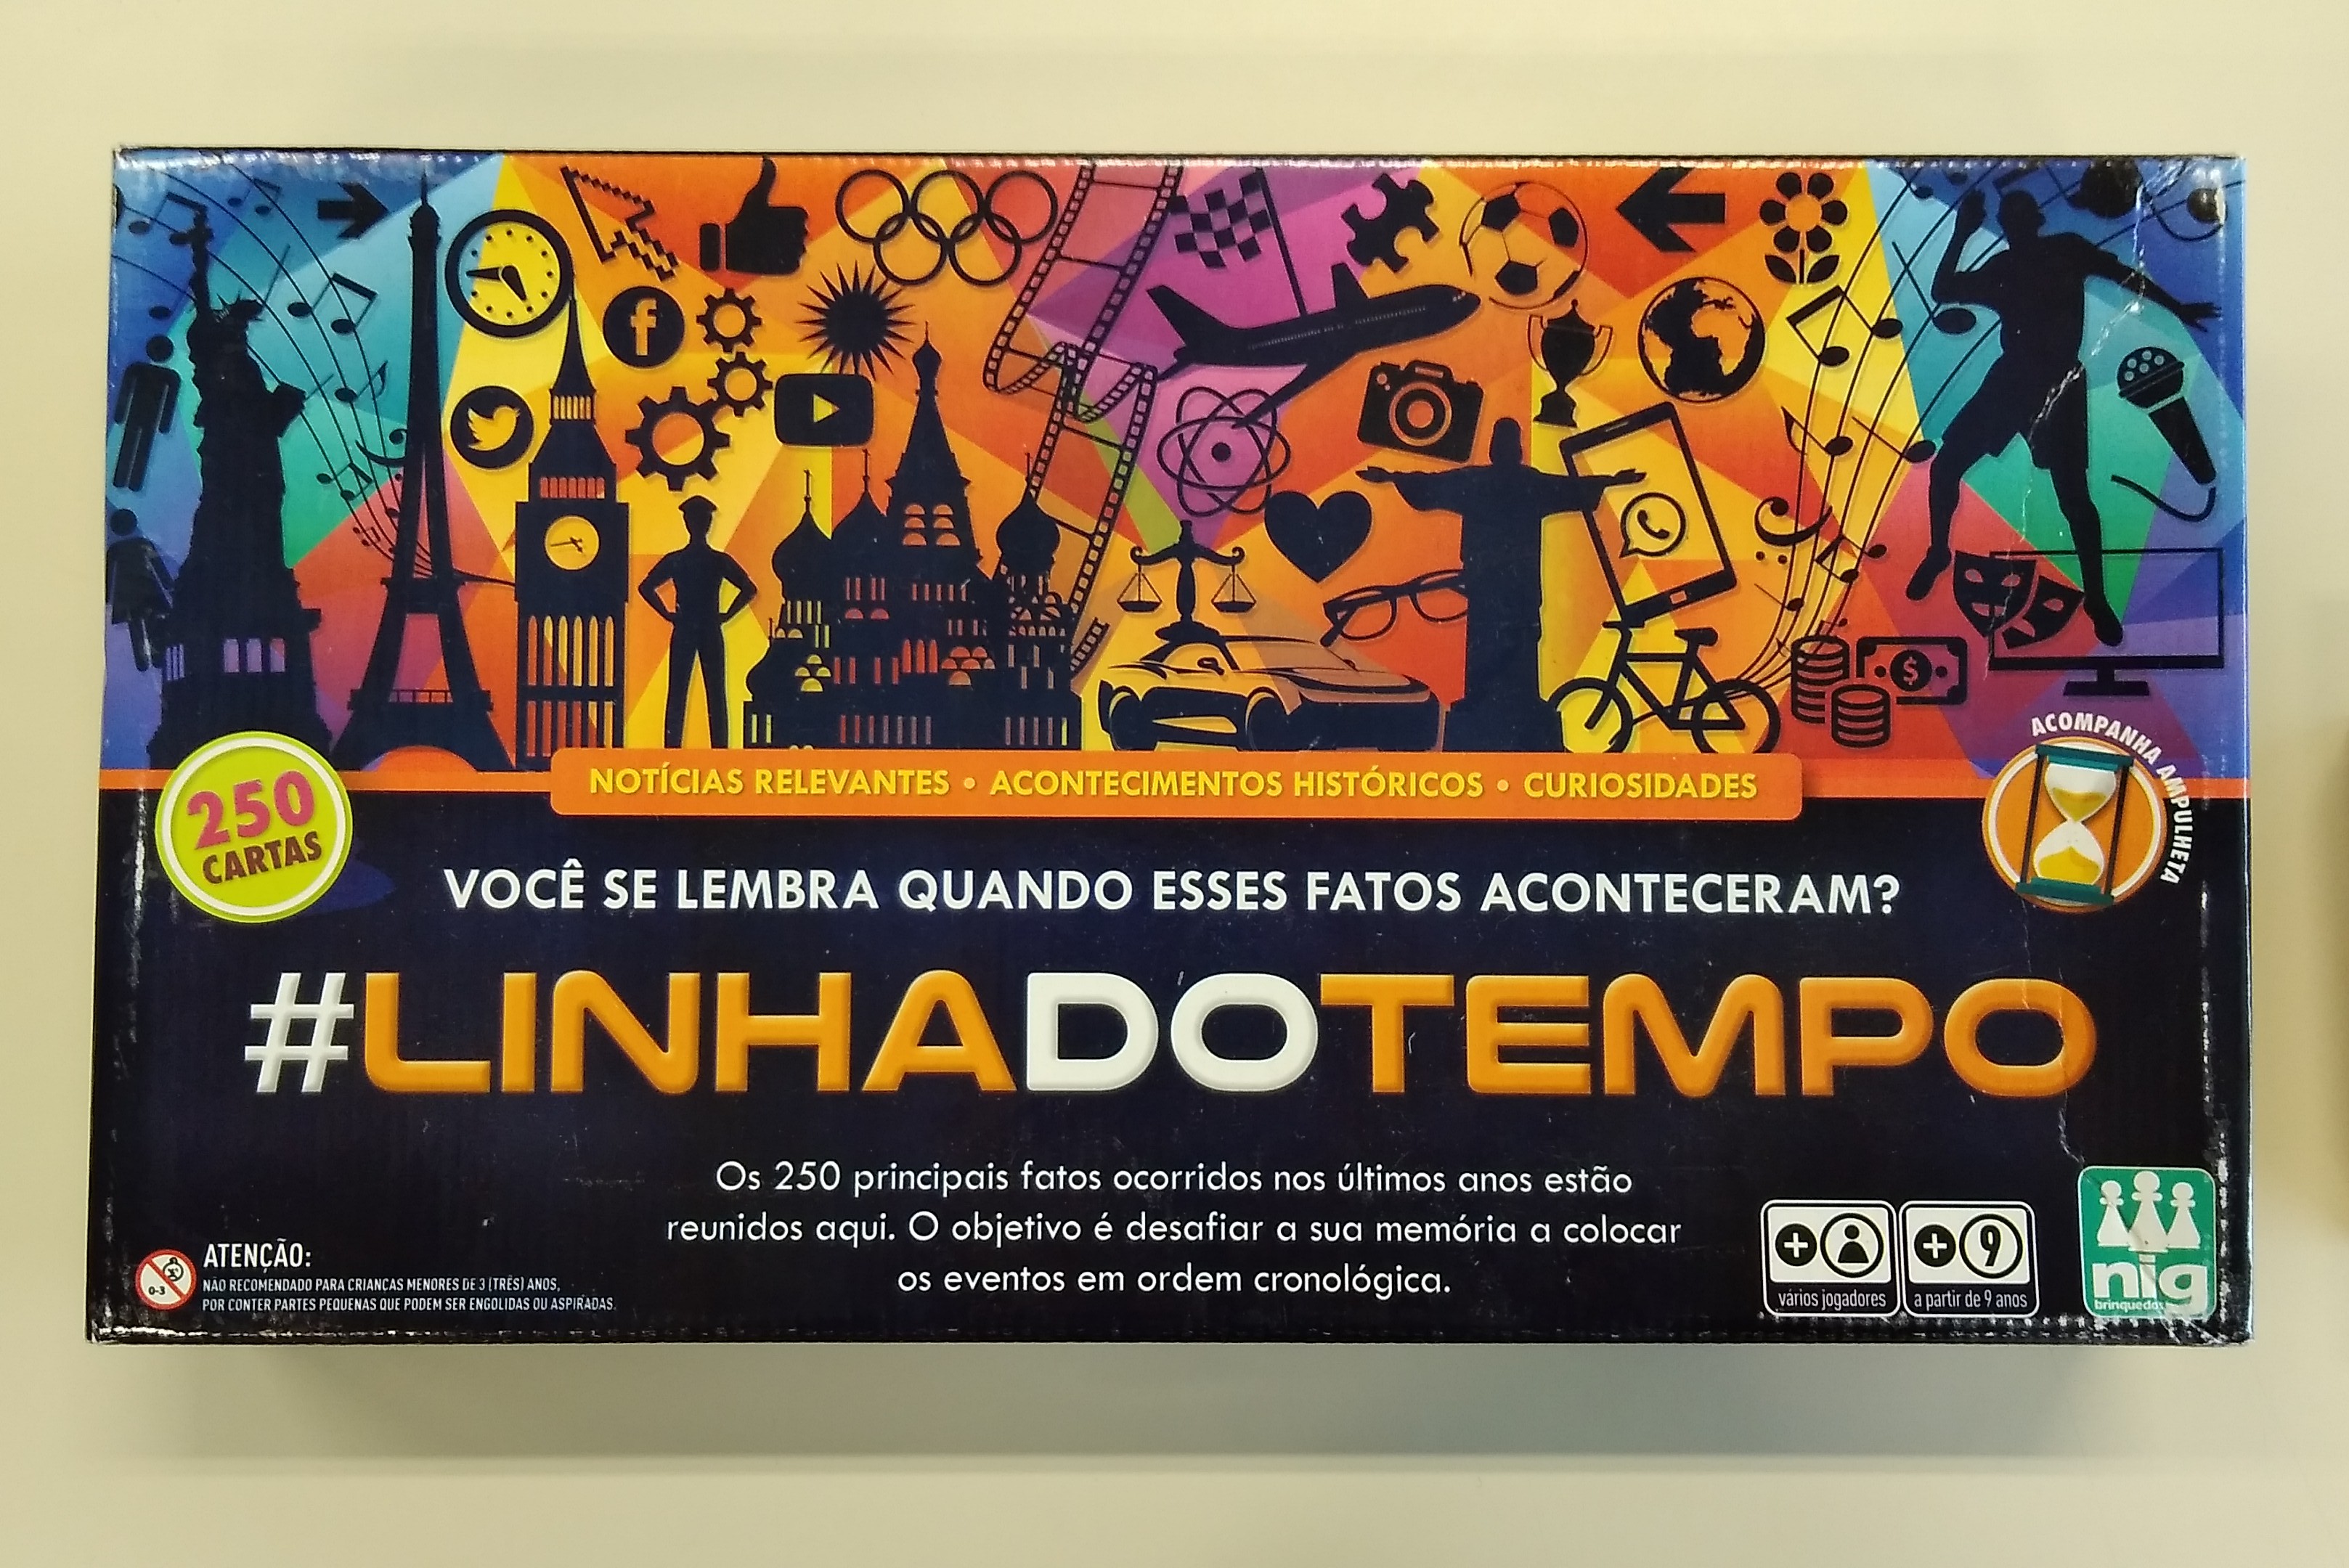 NOTÍCIAS RELEVANTES • ACONTECIMENTOS HISTÓRICOS • CURIOSIDADES
ACOMPANHA AMPULHETA
250
CARTAS
VOCÊ SE LEMBRA QUANDO ESSES FATOS ACONTECERAM?
#LINHADOTEMPO
Os 250 principais fatos ocorridos nos últimos anos estão
reunidos aqui. O objetivo é desafiar a sua memória a colocar
os eventos em ordem cronológica.
0-3
ATENÇÃO:
NÃO RECOMENDADO PARA CRIANÇAS MENORES DE 3 (TRÊS) ANOS,
POR CONTER PARTES PEQUENAS QUE PODEM SER ENGOLIDAS OU ASPIRADAS.
+
vários jogadores
+ 9
a partir de 9 anos
nig
brinquedos